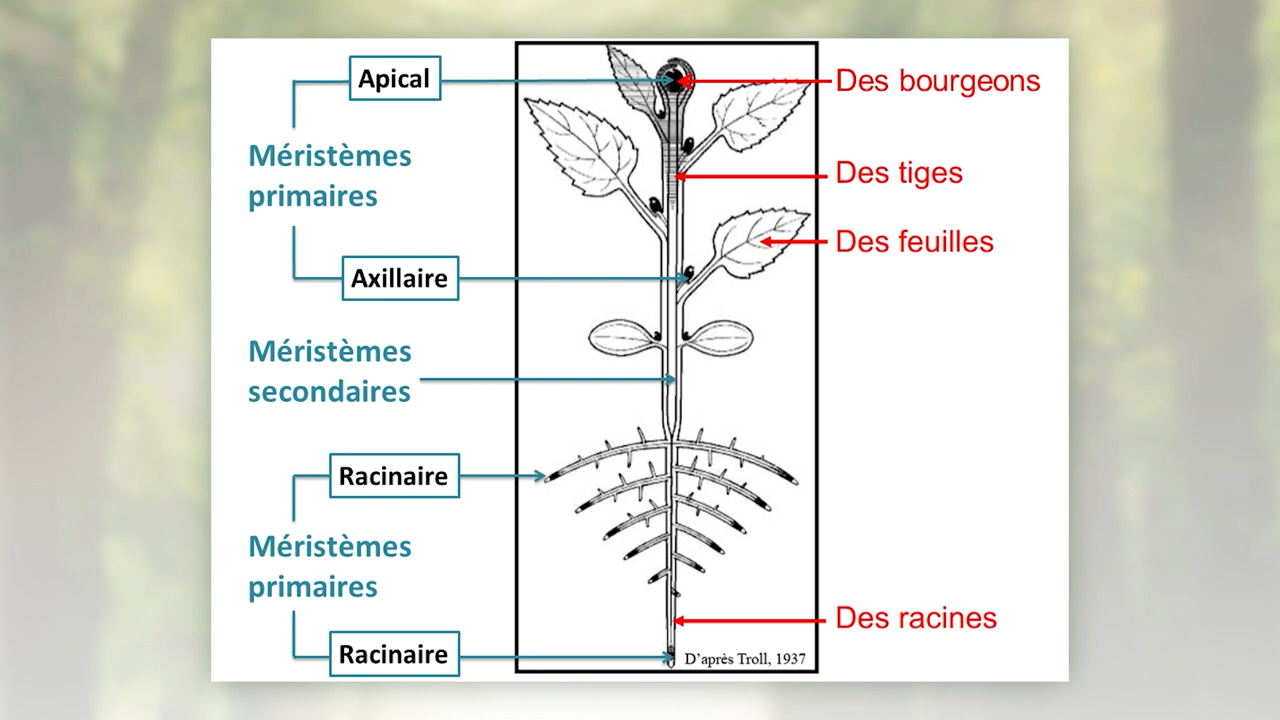 Apical
Des bourgeons
Méristèmes
primaires
Des tiges
Des feuilles
Axillaire
Méristèmes
secondaires
Racinaire
Méristèmes
primaires
Des racines
Racinaire
D'après Troll, 1937